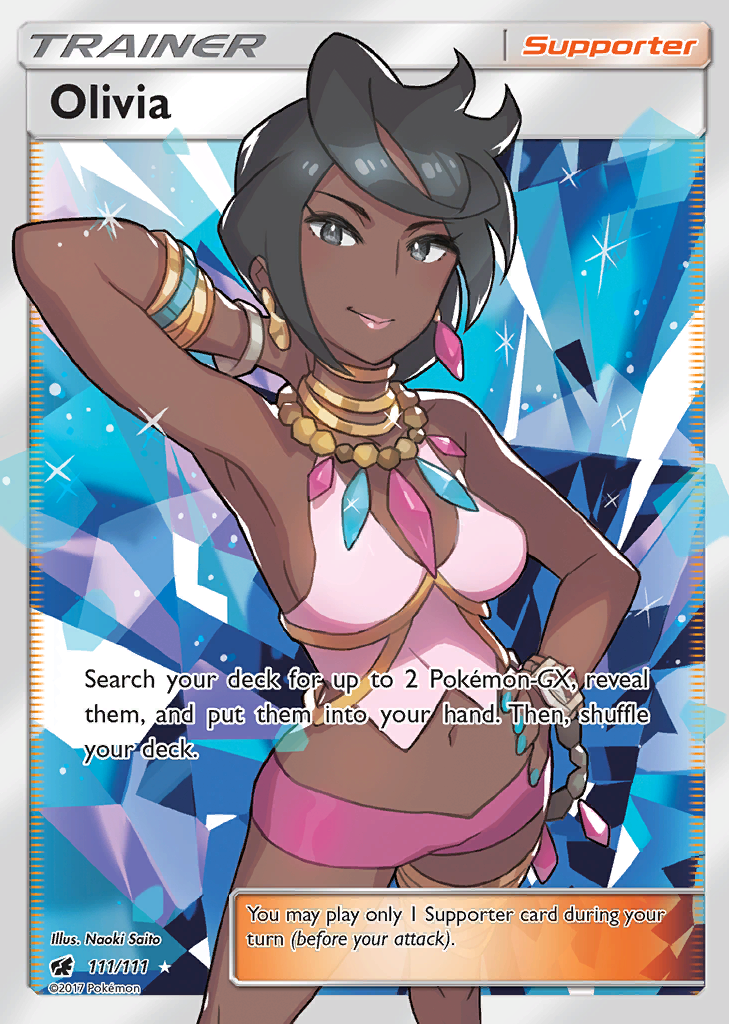 TRAINER
Supporter
Olivia
Search your deck for up to 2 Pokémon-GX, reveal
them, and put them into your hand. Then, shuffle
your deck.
You may play only 1 Supporter card during your
turn (before your attack).
Illus. Naoki Saito
111/111
©2017 Pokémon